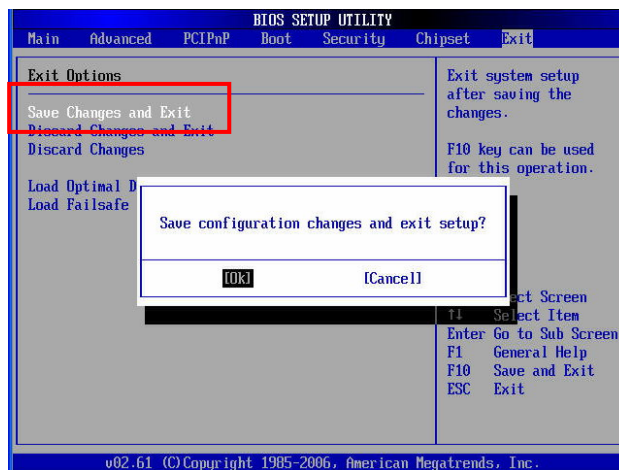 BIOS SETUP UTILITY
Main Advanced PCIPnP Boot Security Chipset Exit
Exit Options
Save Changes and Exit
Discard Changes and Exit
Discard Changes
Load Optimal D
Load Failsafe
Exit system setup
after saving the
changes.
F10 key can be used
for this operation.
Save configuration changes and exit setup?
[Ok] [Cancel]
ect Screen
↑↓ Select Item
Enter Go to Sub Screen
F1 General Help
F10 Save and Exit
ESC Exit
v02.61 (C)Copyright 1985-2006, American Megatrends, Inc.